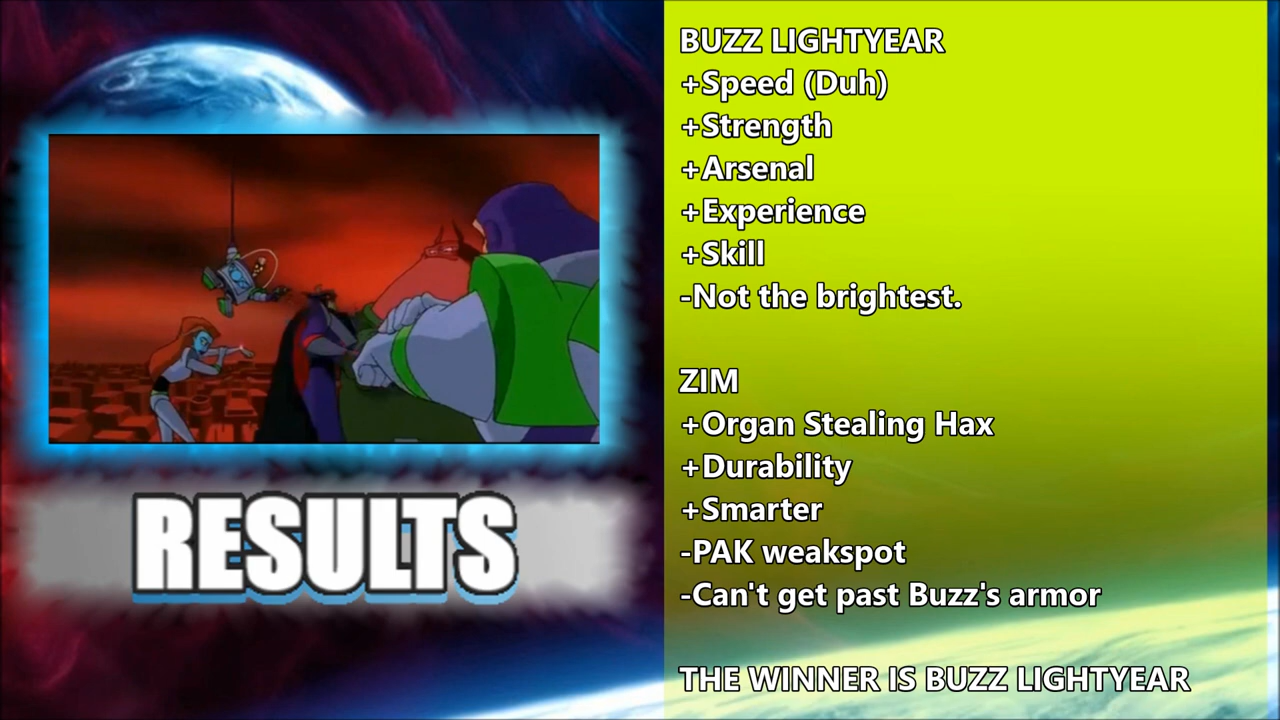 BUZZ LIGHTYEAR
+Speed (Duh)
+Strength
+Arsenal
+Experience
+Skill
-Not the brightest.
ZIM
+Organ Stealing Hax
+Durability
+Smarter
-PAK weakspot
-Can't get past Buzz's armor
THE WINNER IS BUZZ LIGHTYEAR
RESULTS